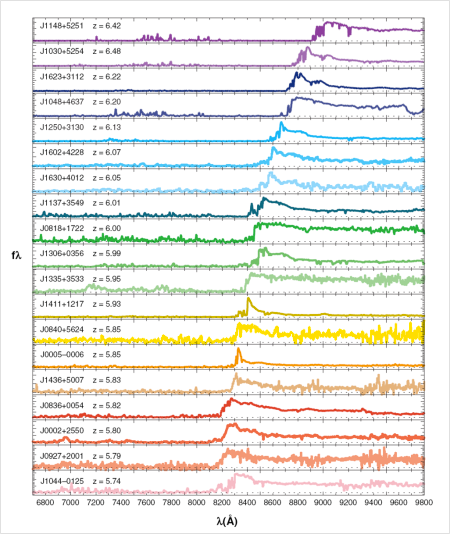 J1148+5251 z = 6.42
J1030+5254 z = 6.48
J1623+3112 z = 6.22
J1048+4637 z = 6.20
J1250+3130 z = 6.13
J1602+4228 z = 6.07
J1630+4012 z = 6.05
J1137+3549 z = 6.01
J0818+1722 z = 6.00
J1306+0356 z = 5.99
fλ
J1335+3533 z = 5.95
J1411+1217 z = 5.93
J0840+5624 z = 5.85
J0005–0006 z = 5.85
J1436+5007 z = 5.83
J0836+0054 z = 5.82
J0002+2550 z = 5.80
J0927+2001 z = 5.79
J1044–0125 z = 5.74
6800 7000 7200 7400 7600 7800 8000 8200 8400 8600 8800 9000 9200 9400 9600 9800
λ(Å)